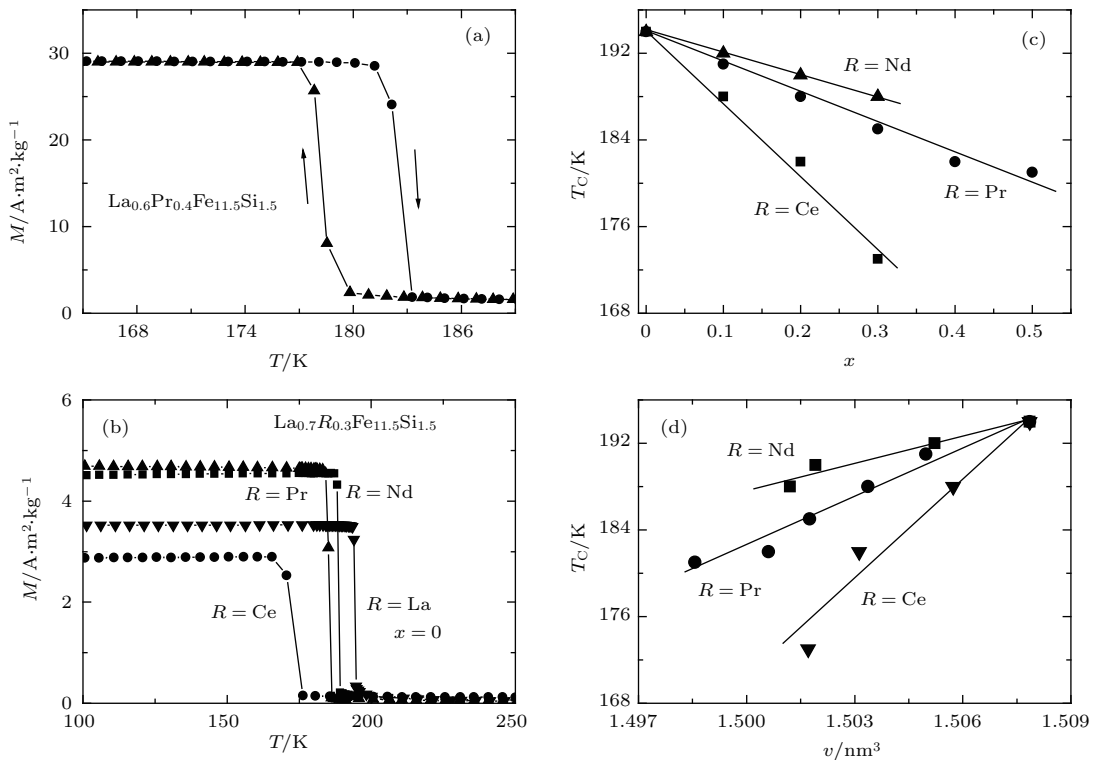 (a)
30
20
10
0
M/A·m²·kg⁻¹
La₀.₆Pr₀.₄Fe₁₁.₅Si₁.₅
168 174 180 186
T/K
(c)
192
184
176
168
T_C/K
R = Nd
R = Pr
R = Ce
0 0.1 0.2 0.3 0.4 0.5
x
(b)
6
4
2
0
M/A·m²·kg⁻¹
La₀.₇R₀.₃Fe₁₁.₅Si₁.₅
R = Pr R = Nd
R = Ce
R = La
x = 0
100 150 200 250
T/K
(d)
192
184
176
168
T_C/K
R = Nd
R = Pr
R = Ce
1.497 1.500 1.503 1.506 1.509
v/nm³